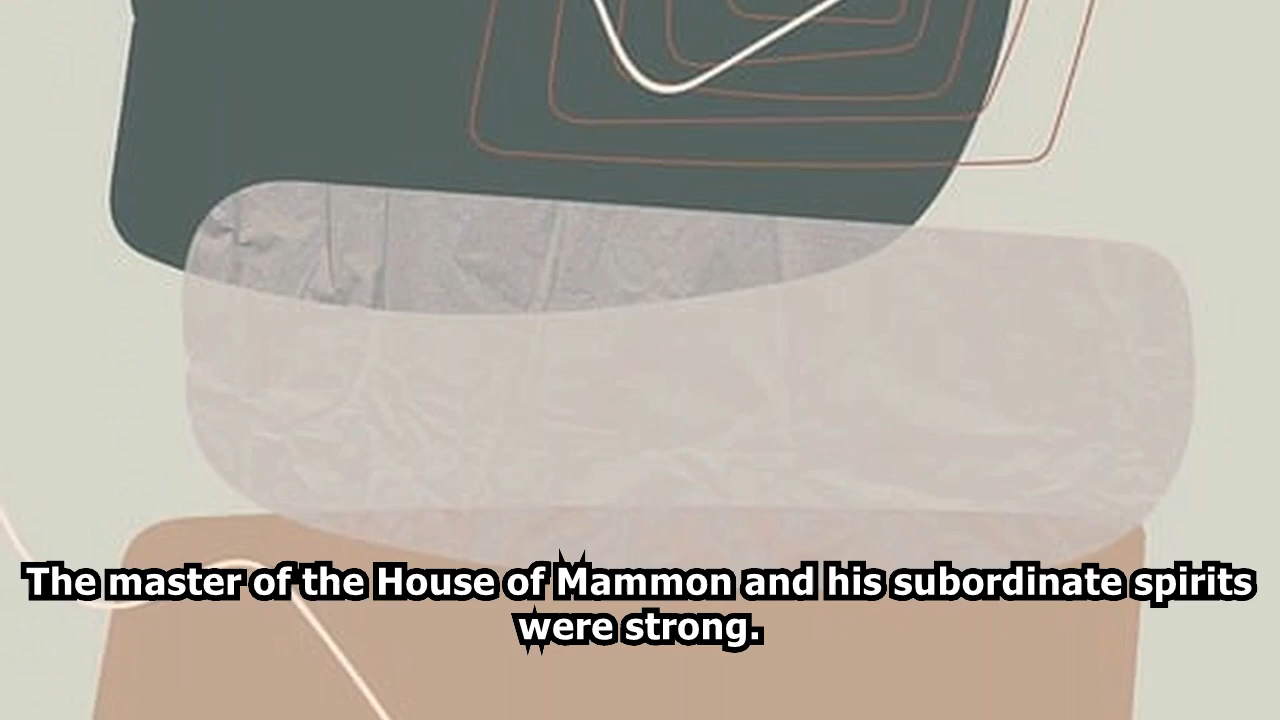 The master of the House of Mammon and his subordinate spirits
were strong.